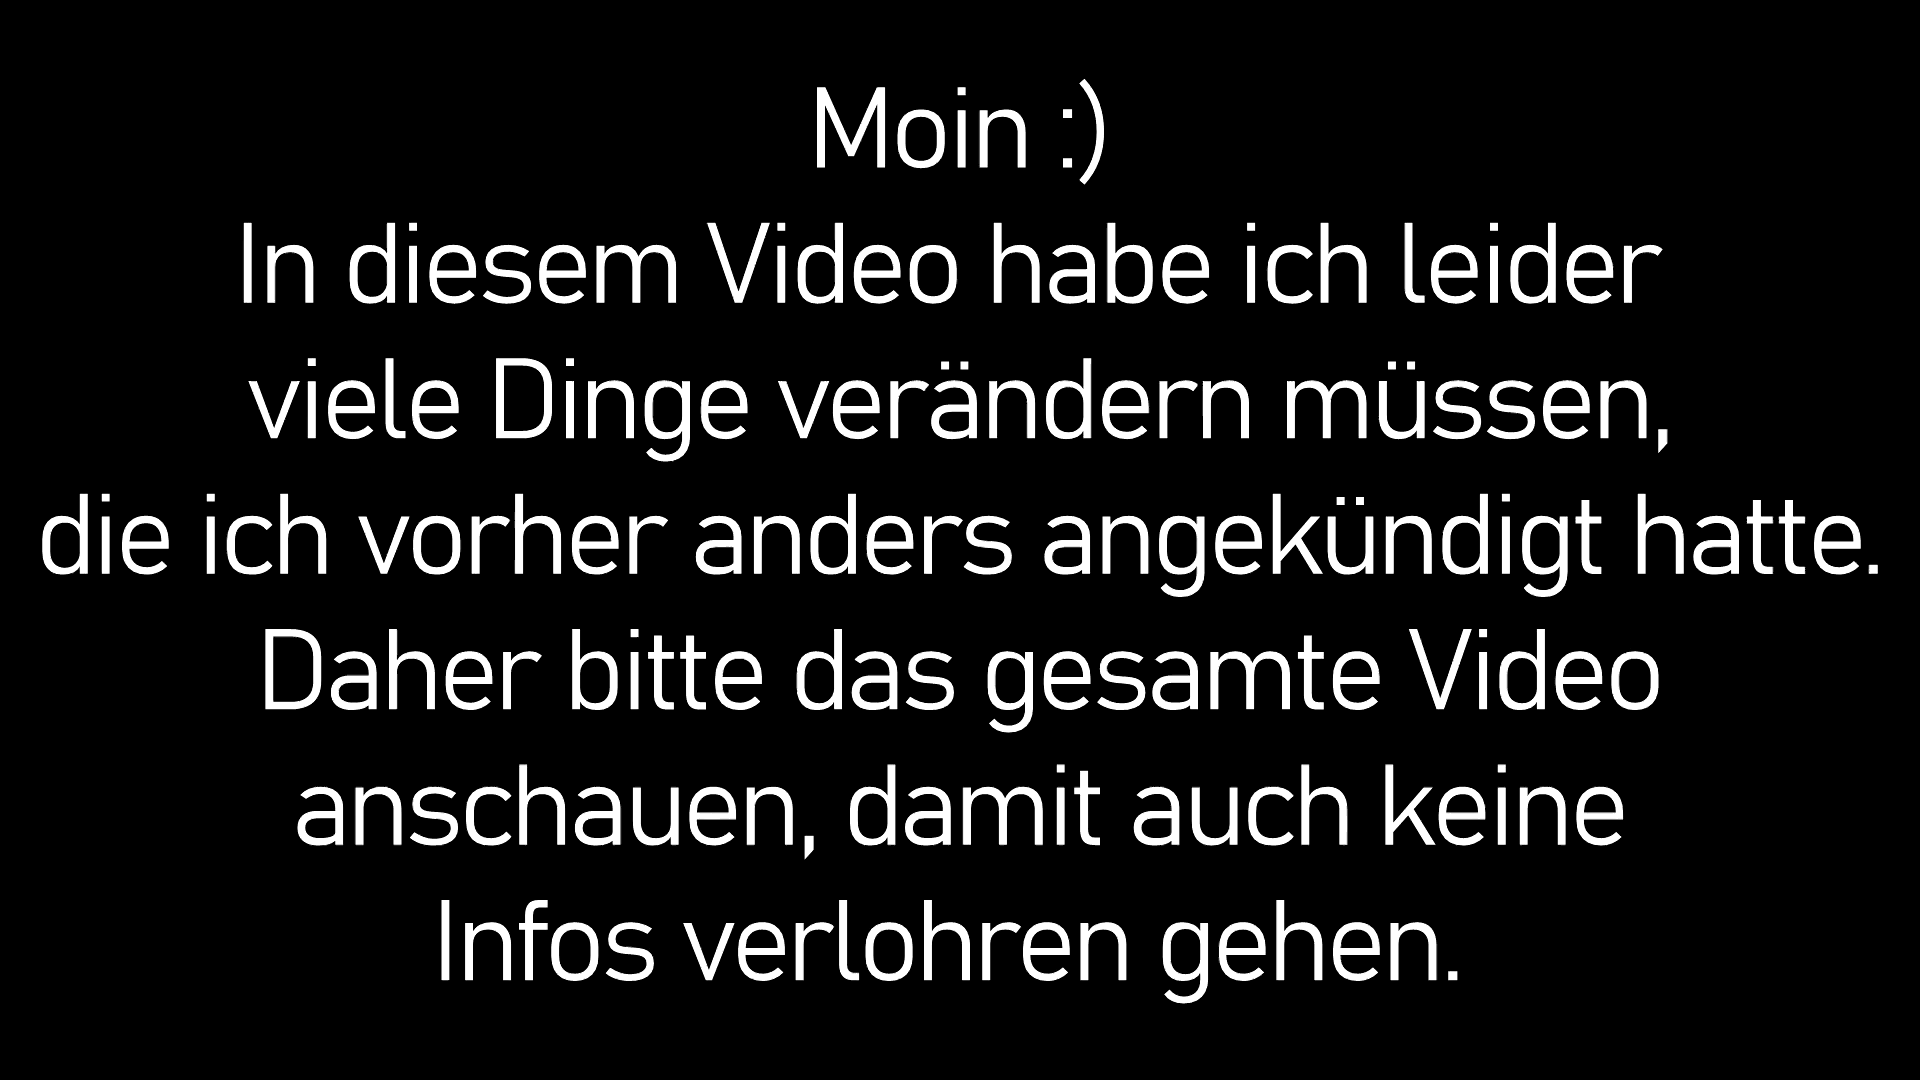 Moin :)
In diesem Video habe ich leider
viele Dinge verändern müssen,
die ich vorher anders angekündigt hatte.
Daher bitte das gesamte Video
anschauen, damit auch keine
Infos verlohren gehen.